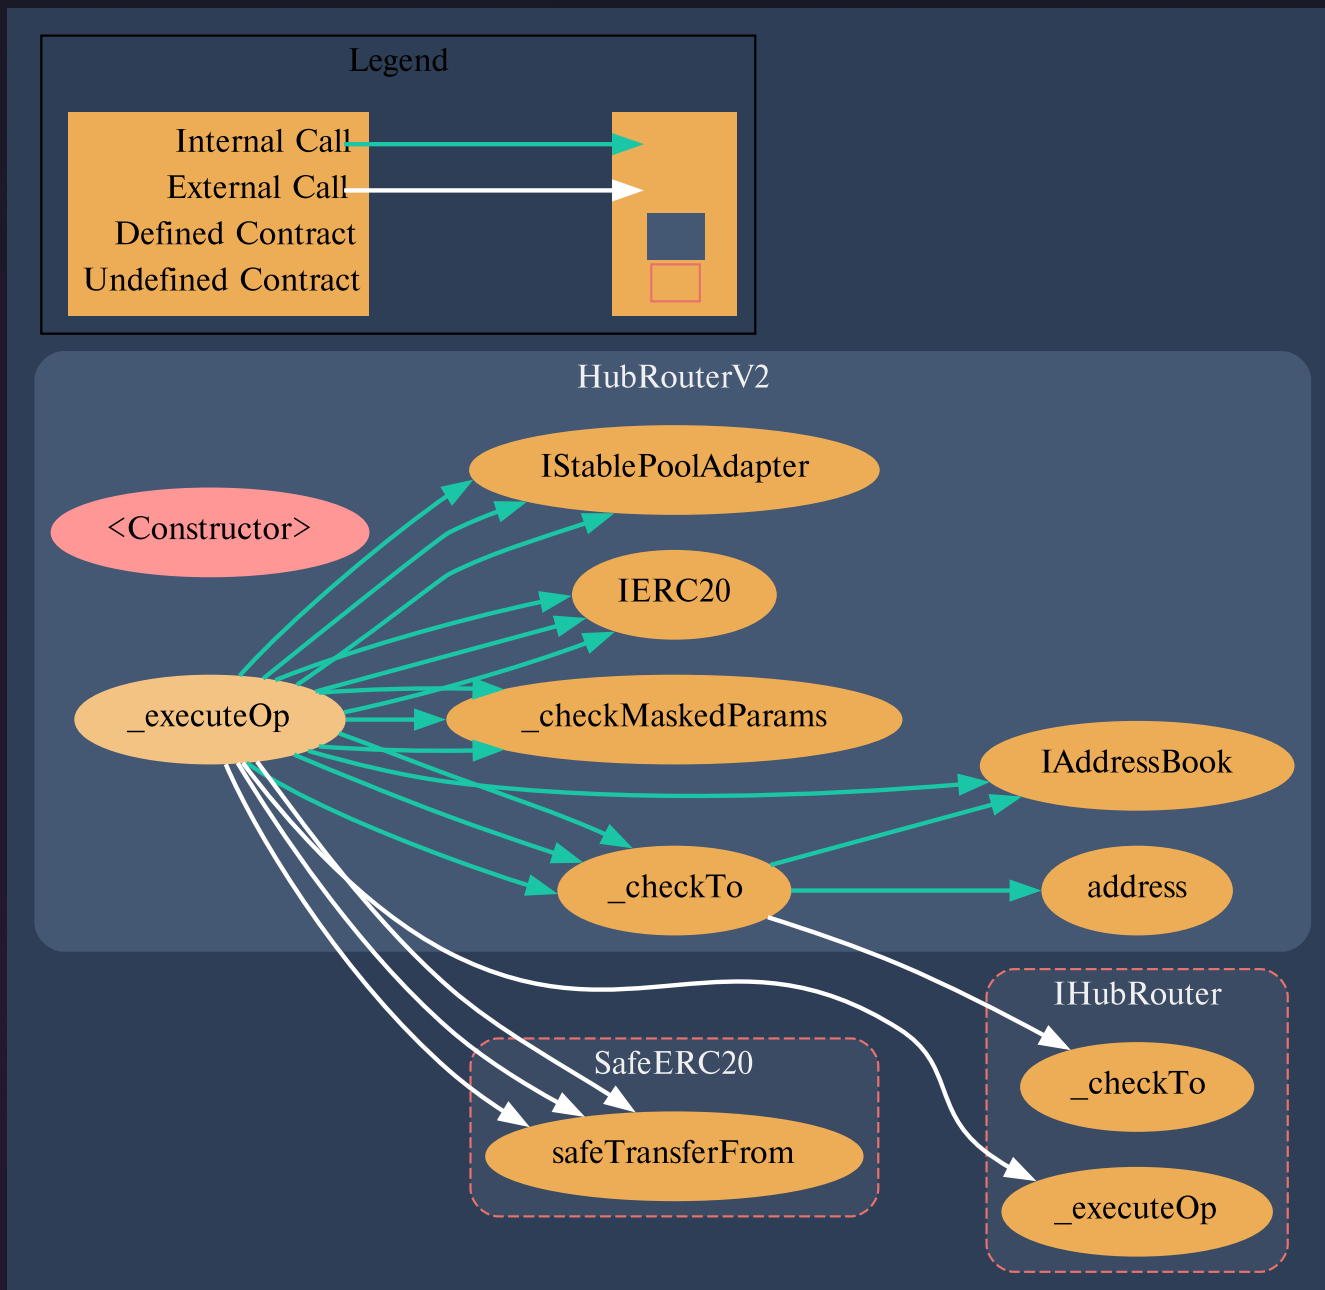 Legend
Internal Call
External Call
Defined Contract
Undefined Contract
HubRouterV2
IStablePoolAdapter
<Constructor>
IERC20
_executeOp
_checkMaskedParams
IAddressBook
_checkTo
address
IHubRouter
SafeERC20
_checkTo
safeTransferFrom
_executeOp